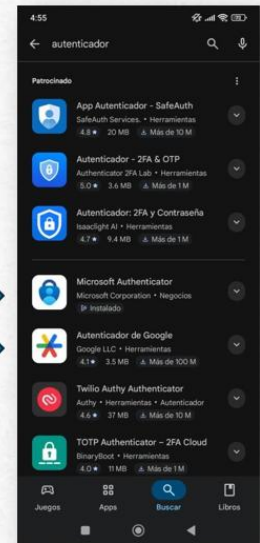 4:55
autenticador
Patrocinado
App Autenticador - SafeAuth
SafeAuth Services. • Herramientas
4.8★ 20 MB Más de 10 M
Autenticador - 2FA & OTP
Authenticator 2FA Lab • Herramientas
5.0★ 3.6 MB Más de 1 M
Autenticador: 2FA y Contraseña
Isaaclight AI • Herramientas
4.7★ 9.4 MB Más de 1 M
Microsoft Authenticator
Microsoft Corporation • Negocios
Instalado
Autenticador de Google
Google LLC • Herramientas
4.1★ 3.5 MB Más de 100 M
Twilio Authy Authenticator
Authy • Herramientas • Autenticador
4.6★ 37 MB Más de 10 M
TOTP Authenticator – 2FA Cloud
BinaryBoot • Herramientas
4.0★ 11 MB Más de 1 M
Juegos Apps Buscar Libros